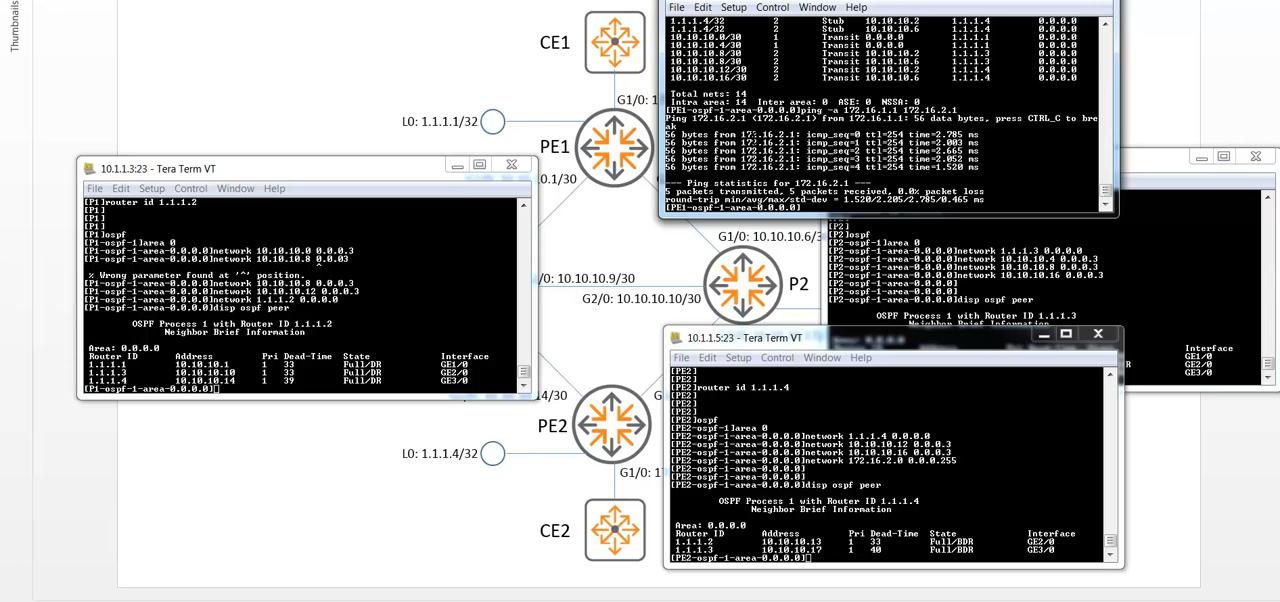 Thumbnails
CE1
G1/0: 1
L0: 1.1.1.1/32
PE1
0.1/30
G1/0: 10.10.10.6/3
/0: 10.10.10.9/30
P2
G2/0: 10.10.10.10/30
4/30
G
PE2
L0: 1.1.1.4/32
G1/0: 1
CE2
File Edit Setup Control Window Help
1.1.1.4/32 2 Stub 10.10.10.2 1.1.1.4 0.0.0.0
1.1.1.4/32 2 Stub 10.10.10.6 1.1.1.4 0.0.0.0
10.10.10.0/30 1 Transit 0.0.0.0 1.1.1.1 0.0.0.0
10.10.10.4/30 1 Transit 0.0.0.0 1.1.1.1 0.0.0.0
10.10.10.8/30 2 Transit 10.10.10.2 1.1.1.3 0.0.0.0
10.10.10.8/30 2 Transit 10.10.10.6 1.1.1.3 0.0.0.0
10.10.10.12/30 2 Transit 10.10.10.2 1.1.1.4 0.0.0.0
10.10.10.16/30 2 Transit 10.10.10.6 1.1.1.4 0.0.0.0
Total nets: 14
Intra area: 14 Inter area: 0 ASE: 0 NSSA: 0
[PE1-ospf-1-area-0.0.0.0]ping -a 172.16.1.1 172.16.2.1
Ping 172.16.2.1 (172.16.2.1) from 172.16.1.1: 56 data bytes, press CTRL_C to bre
ak
56 bytes from 172.16.2.1: icmp_seq=0 ttl=254 time=2.785 ms
56 bytes from 172.16.2.1: icmp_seq=1 ttl=254 time=2.003 ms
56 bytes from 172.16.2.1: icmp_seq=2 ttl=254 time=2.665 ms
56 bytes from 172.16.2.1: icmp_seq=3 ttl=254 time=2.052 ms
56 bytes from 172.16.2.1: icmp_seq=4 ttl=254 time=1.520 ms
--- Ping statistics for 172.16.2.1 ---
5 packets transmitted, 5 packets received, 0.0% packet loss
round-trip min/avg/max/std-dev = 1.520/2.205/2.785/0.465 ms
[PE1-ospf-1-area-0.0.0.0]
10.1.1.3:23 - Tera Term VT
File Edit Setup Control Window Help
[P1]router id 1.1.1.2
[P1]
[P1]
[P1]
[P1]ospf
[P1-ospf-1]area 0
[P1-ospf-1-area-0.0.0.0]network 10.10.10.0 0.0.0.3
[P1-ospf-1-area-0.0.0.0]network 10.10.10.8 0.0.03
^
% Wrong parameter found at '^' position.
[P1-ospf-1-area-0.0.0.0]network 10.10.10.8 0.0.0.3
[P1-ospf-1-area-0.0.0.0]network 10.10.10.12 0.0.0.3
[P1-ospf-1-area-0.0.0.0]network 1.1.1.2 0.0.0.0
[P1-ospf-1-area-0.0.0.0]disp ospf peer
OSPF Process 1 with Router ID 1.1.1.2
Neighbor Brief Information
Area: 0.0.0.0
Router ID Address Pri Dead-Time State Interface
1.1.1.1 10.10.10.1 1 33 Full/DR GE1/0
1.1.1.3 10.10.10.10 1 33 Full/DR GE2/0
1.1.1.4 10.10.10.14 1 39 Full/DR GE3/0
[P1-ospf-1-area-0.0.0.0]
[P2]
[P2]ospf
[P2-ospf-1]area 0
[P2-ospf-1-area-0.0.0.0]network 1.1.1.3 0.0.0.0
[P2-ospf-1-area-0.0.0.0]network 10.10.10.4 0.0.0.3
[P2-ospf-1-area-0.0.0.0]network 10.10.10.8 0.0.0.3
[P2-ospf-1-area-0.0.0.0]network 10.10.10.16 0.0.0.3
[P2-ospf-1-area-0.0.0.0]
[P2-ospf-1-area-0.0.0.0]
[P2-ospf-1-area-0.0.0.0]disp ospf peer
OSPF Process 1 with Router ID 1.1.1.3
Neighbor Brief Information
Interface
GE1/0
R GE2/0
GE3/0
10.1.1.5:23 - Tera Term VT
File Edit Setup Control Window Help
[PE2]
[PE2]
[PE2]router id 1.1.1.4
[PE2]
[PE2]
[PE2]
[PE2]ospf
[PE2-ospf-1]area 0
[PE2-ospf-1-area-0.0.0.0]network 1.1.1.4 0.0.0.0
[PE2-ospf-1-area-0.0.0.0]network 10.10.10.12 0.0.0.3
[PE2-ospf-1-area-0.0.0.0]network 10.10.10.16 0.0.0.3
[PE2-ospf-1-area-0.0.0.0]network 172.16.2.0 0.0.0.255
[PE2-ospf-1-area-0.0.0.0]
[PE2-ospf-1-area-0.0.0.0]
[PE2-ospf-1-area-0.0.0.0]disp ospf peer
OSPF Process 1 with Router ID 1.1.1.4
Neighbor Brief Information
Area: 0.0.0.0
Router ID Address Pri Dead-Time State Interface
1.1.1.2 10.10.10.13 1 33 Full/BDR GE2/0
1.1.1.3 10.10.10.17 1 40 Full/BDR GE3/0
[PE2-ospf-1-area-0.0.0.0]